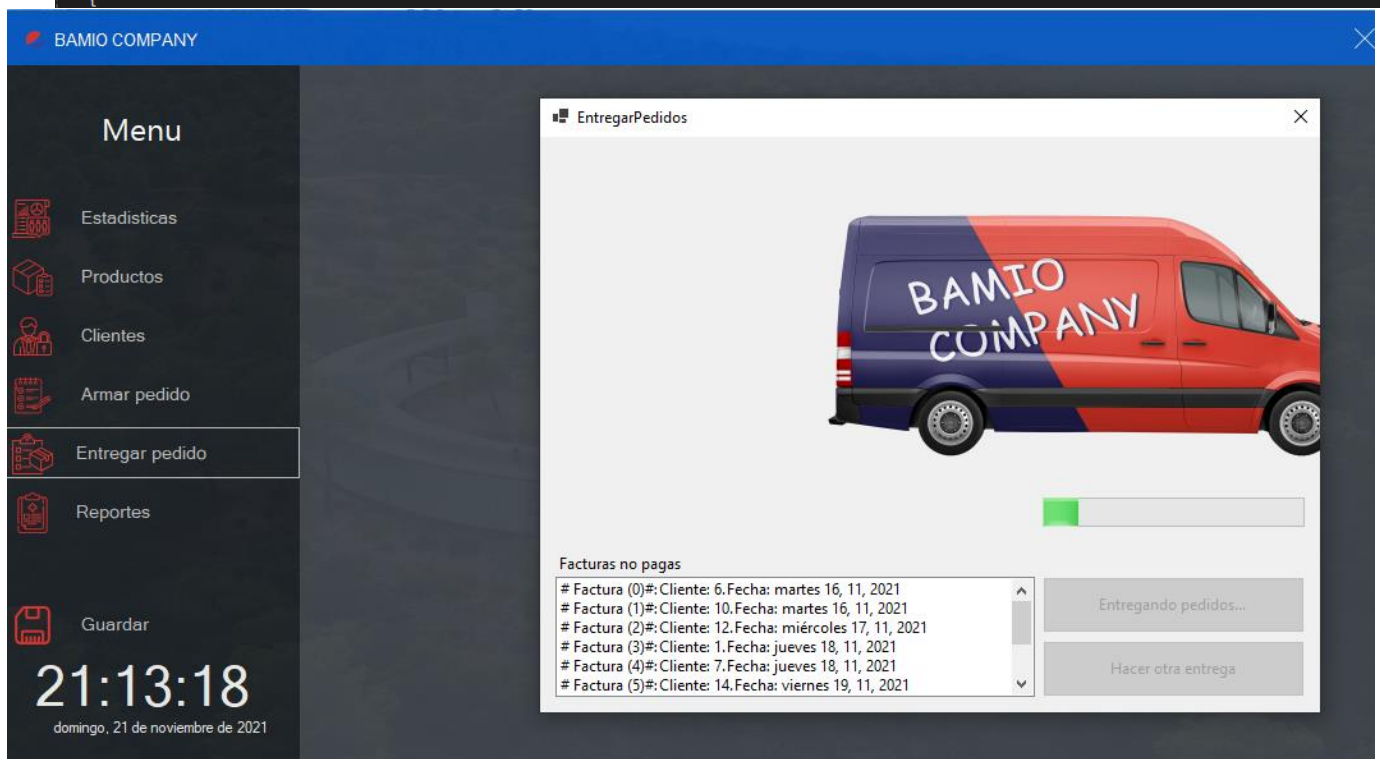 {
BAMIO COMPANY
Menu
Estadisticas
Productos
Clientes
Armar pedido
Entregar pedido
Reportes
Guardar
21:13:18
domingo, 21 de noviembre de 2021
EntregarPedidos
BAMIO
COMPANY
Facturas no pagas
# Factura (0)#:Cliente: 6.Fecha: martes 16, 11, 2021
# Factura (1)#:Cliente: 10.Fecha: martes 16, 11, 2021
# Factura (2)#:Cliente: 12.Fecha: miércoles 17, 11, 2021
# Factura (3)#:Cliente: 1.Fecha: jueves 18, 11, 2021
# Factura (4)#:Cliente: 7.Fecha: jueves 18, 11, 2021
# Factura (5)#:Cliente: 14.Fecha: viernes 19, 11, 2021
Entregando pedidos...
Hacer otra entrega